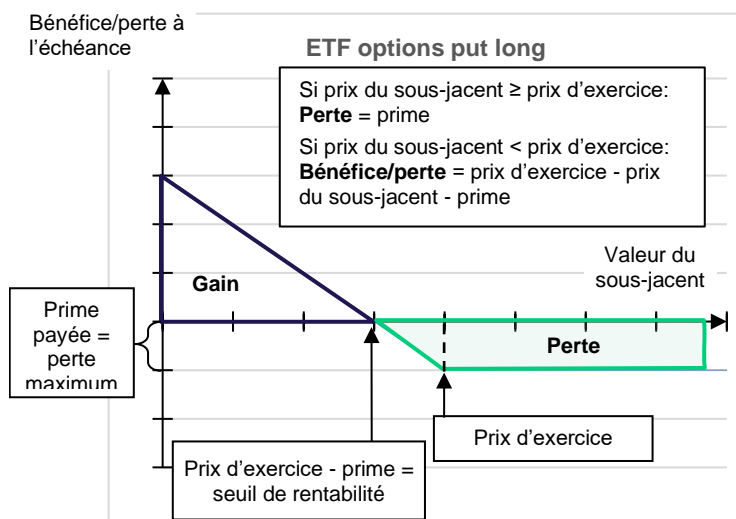 Bénéfice/perte à
l’échéance
ETF options put long
Si prix du sous-jacent ≥ prix d’exercice:
Perte = prime
Si prix du sous-jacent < prix d’exercice:
Bénéfice/perte = prix d’exercice - prix
du sous-jacent - prime
Valeur du
sous-jacent
Gain
Prime
payée =
perte
maximum
Perte
Prix d’exercice
Prix d’exercice - prime =
seuil de rentabilité